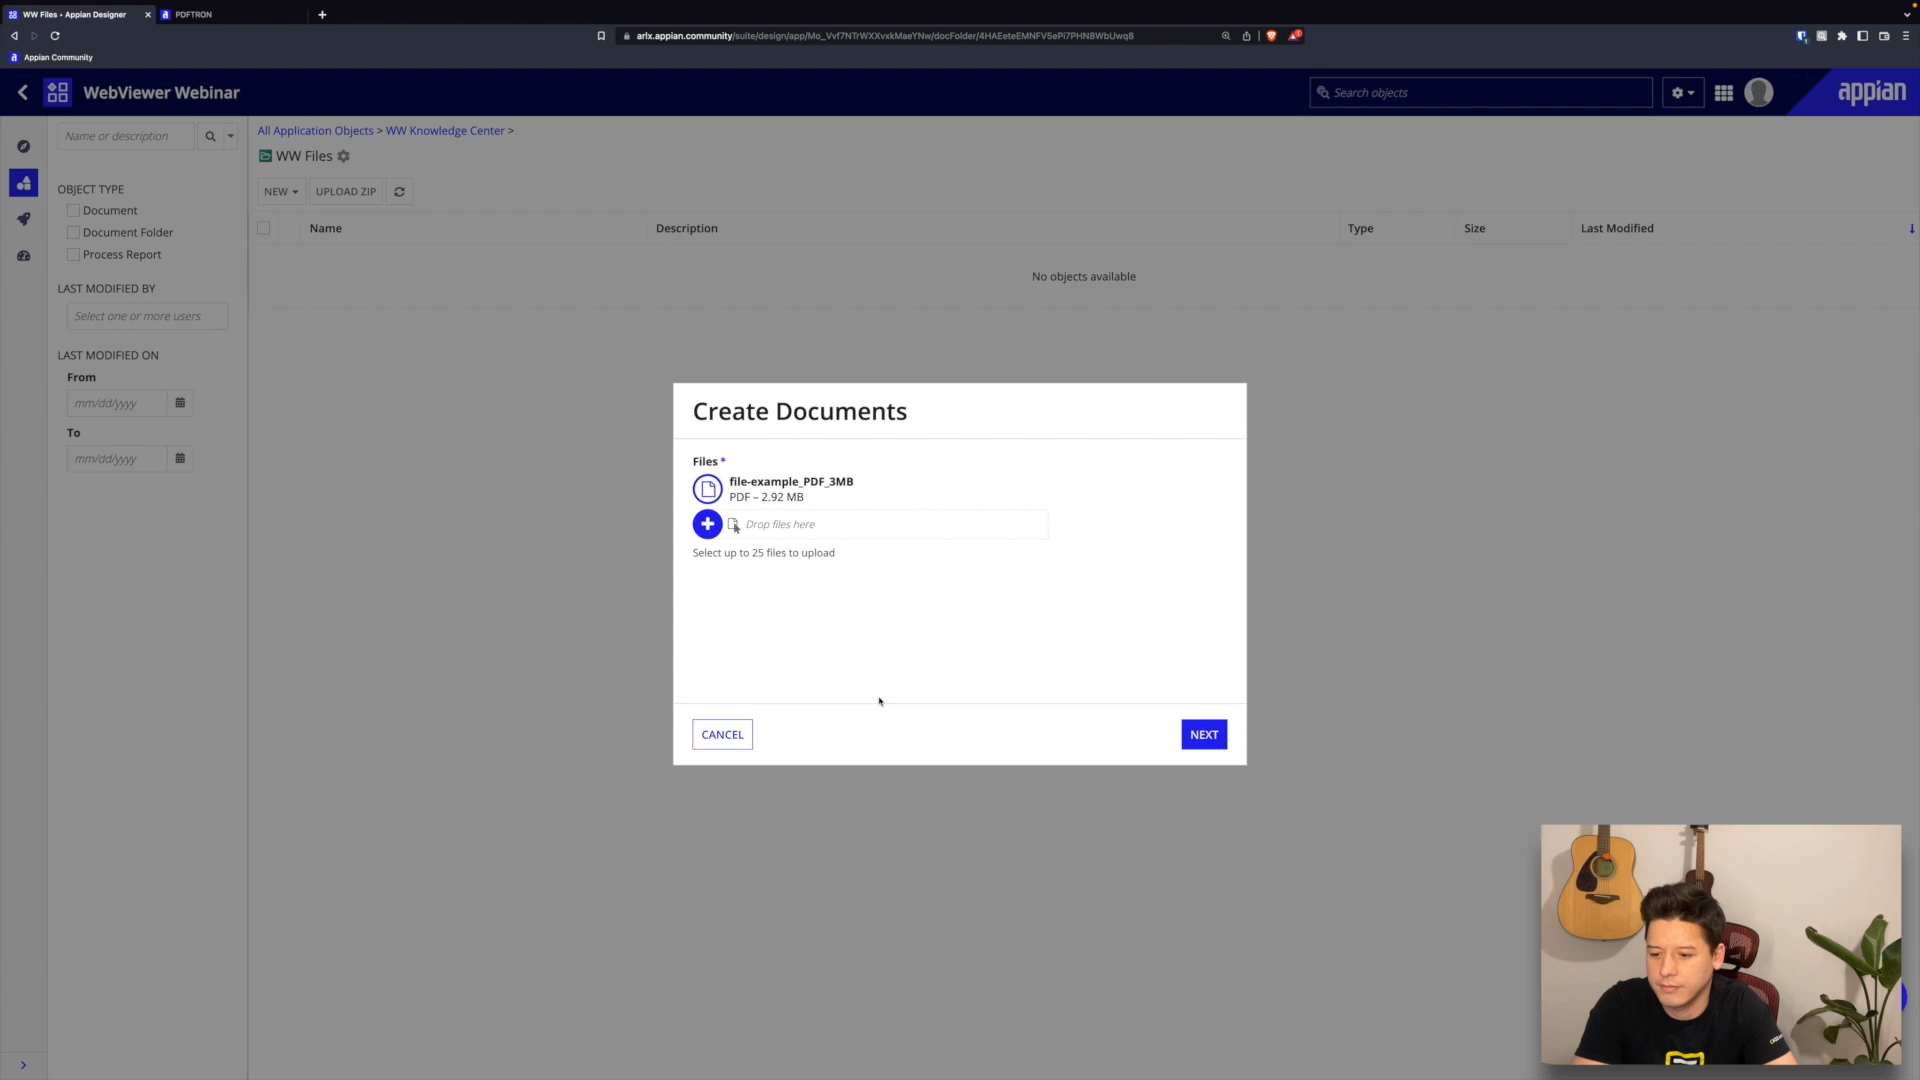 WW Files • Appian Designer
PDFTRON
arlx.appian.community/suite/design/app/Mo_Vvf7NTrWXXvxkMaeYNw/docFolder/4HAEeteEMNFV5ePi7PHN8WbUwq8
Appian Community
WebViewer Webinar
Search objects
appian
Name or description
All Application Objects > WW Knowledge Center >
WW Files
OBJECT TYPE
NEW
UPLOAD ZIP
Document
Document Folder
Process Report
Name
Description
Type
Size
Last Modified
No objects available
LAST MODIFIED BY
Select one or more users
LAST MODIFIED ON
From
mm/dd/yyyy
To
mm/dd/yyyy
Create Documents
Files *
file-example_PDF_3MB
PDF – 2.92 MB
Drop files here
Select up to 25 files to upload
CANCEL
NEXT